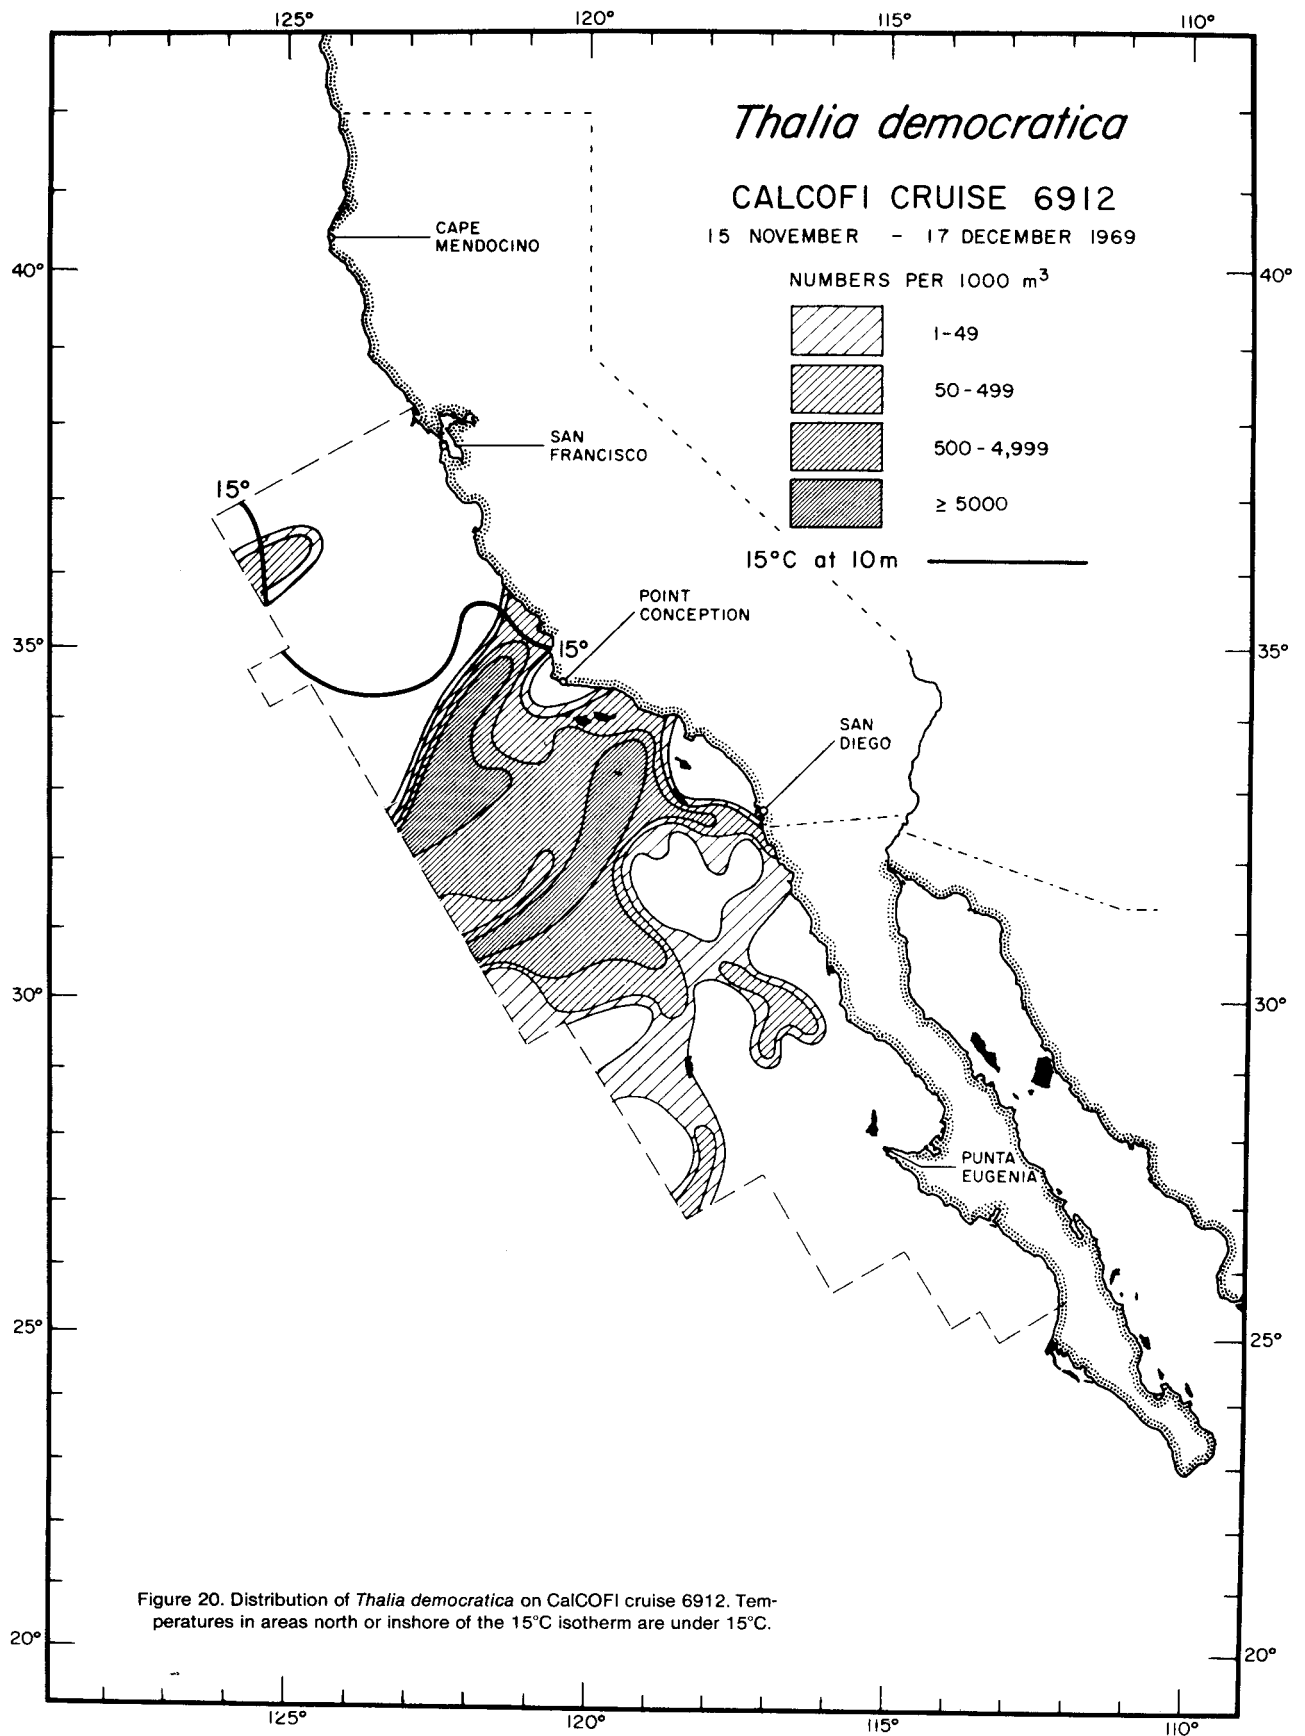 125°
120°
115°
110°
Thalia democratica
CALCOFI CRUISE 6912
15 NOVEMBER – 17 DECEMBER 1969
NUMBERS PER 1000 m³
1-49
50-499
500-4,999
≥ 5000
15°C at 10m
CAPE
MENDOCINO
40°
40°
SAN
FRANCISCO
15°
POINT
CONCEPTION
35°
15°
35°
SAN
DIEGO
30°
30°
PUNTA
EUGENIA
25°
25°
Figure 20. Distribution of Thalia democratica on CalCOFI cruise 6912. Tem-
peratures in areas north or inshore of the 15°C isotherm are under 15°C.
20°
20°
125°
120°
115°
110°